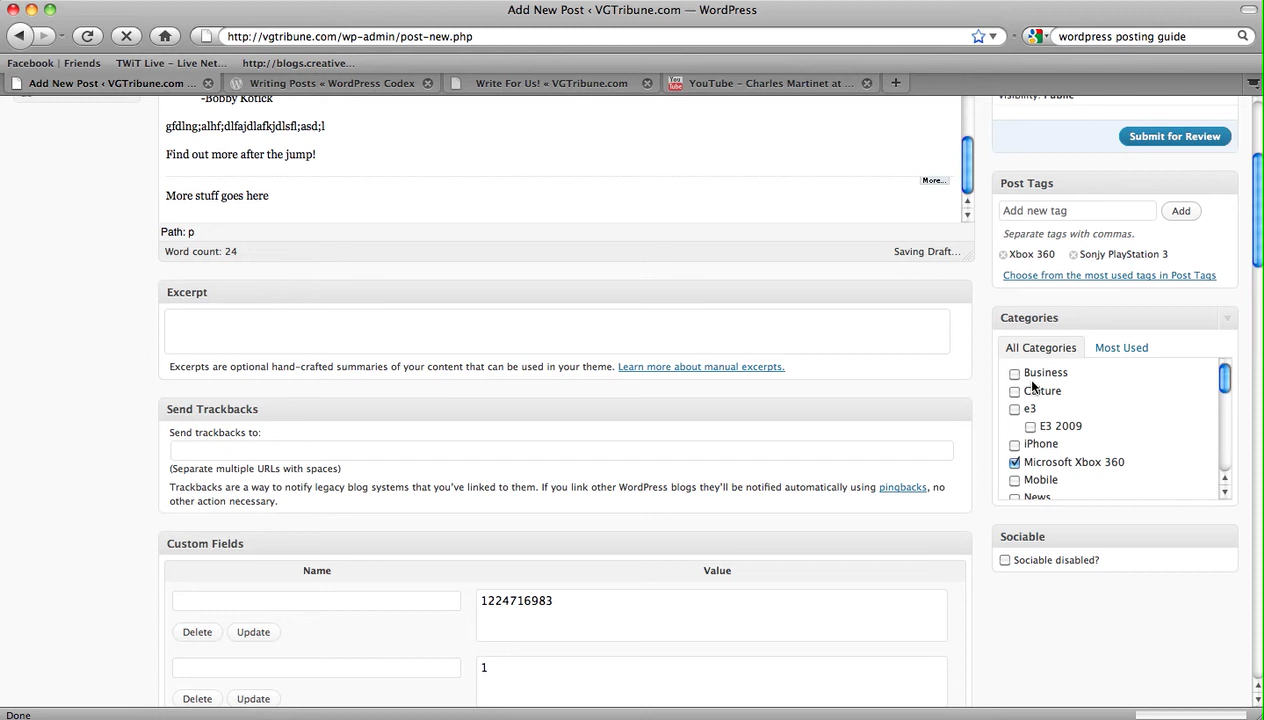 Add New Post ‹ VGTribune.com — WordPress
http://vgtribune.com/wp-admin/post-new.php
wordpress posting guide
Facebook | Friends
TWiT Live – Live Net...
http://blogs.creative...
Add New Post ‹ VGTribune.com ...
Writing Posts « WordPress Codex
Write For Us! « VGTribune.com
You Tube
YouTube – Charles Martinet at ...
-Bobby Kotick
gfdlng;alhf;dlfajdlafkjdlsfl;asd;l
Find out more after the jump!
More...
More stuff goes here
Path: p
Word count: 24
Saving Draft...
Excerpt
Excerpts are optional hand-crafted summaries of your content that can be used in your theme. Learn more about manual excerpts.
Send Trackbacks
Send trackbacks to:
(Separate multiple URLs with spaces)
Trackbacks are a way to notify legacy blog systems that you've linked to them. If you link other WordPress blogs they'll be notified automatically using pingbacks, no
other action necessary.
Custom Fields
Name
Value
1224716983
Delete
Update
1
Delete
Update
Visibility: Public
Submit for Review
Post Tags
Add new tag
Add
Separate tags with commas.
Xbox 360
Sonjy PlayStation 3
Choose from the most used tags in Post Tags
Categories
All Categories
Most Used
Business
Culture
e3
E3 2009
iPhone
Microsoft Xbox 360
Mobile
News
Sociable
Sociable disabled?
Done